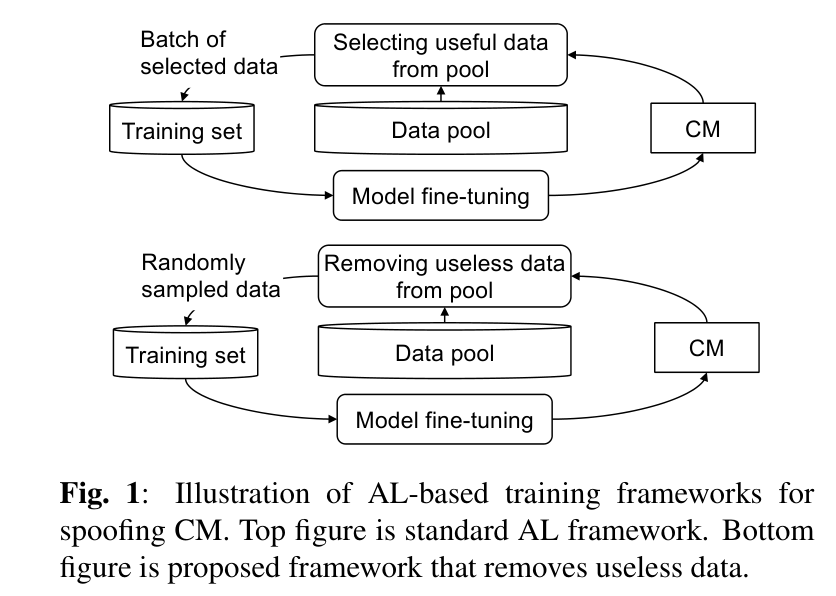 Batch of
selected data
Selecting useful data
from pool
Training set
Data pool
CM
Model fine-tuning
Randomly
sampled data
Removing useless data
from pool
Training set
Data pool
CM
Model fine-tuning
Fig. 1: Illustration of AL-based training frameworks for
spoofing CM. Top figure is standard AL framework. Bottom
figure is proposed framework that removes useless data.